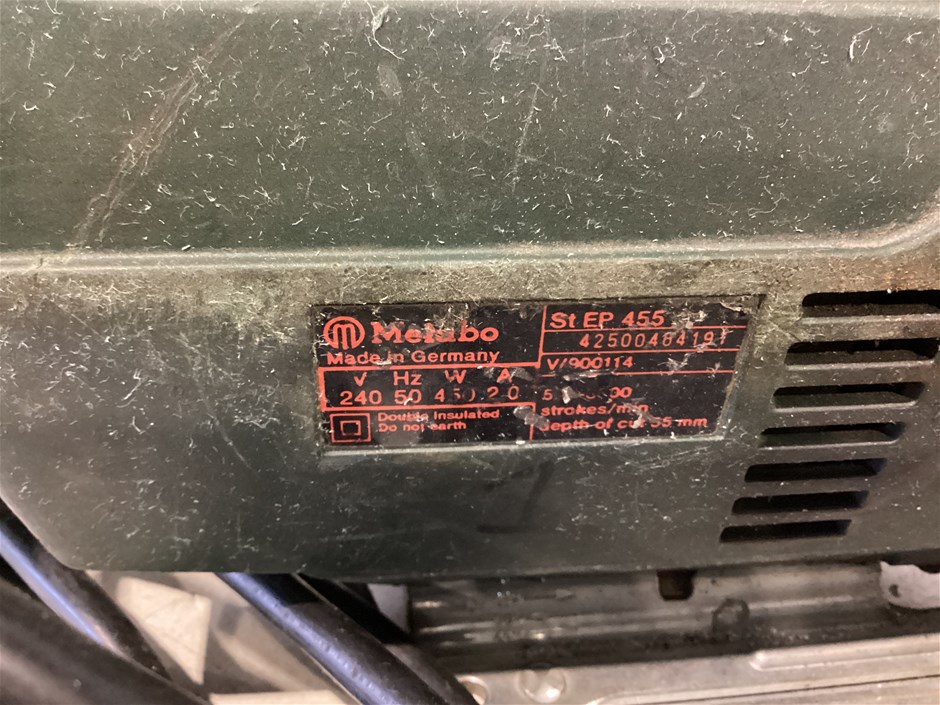 Metabo
Made in Germany
St EP 455
V/900114
V Hz W A
240 50 450 2.0
strokes/min
Double Insulated
Do not earth
depth of cut 55 mm